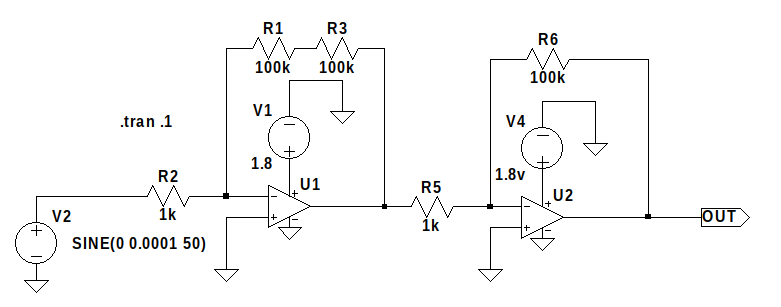 R1 R3
100k 100k
R6
100k
V1
1.8
V4
1.8v
.tran .1
R2
1k
U1
R5
1k
U2
V2
SINE(0 0.0001 50)
OUT